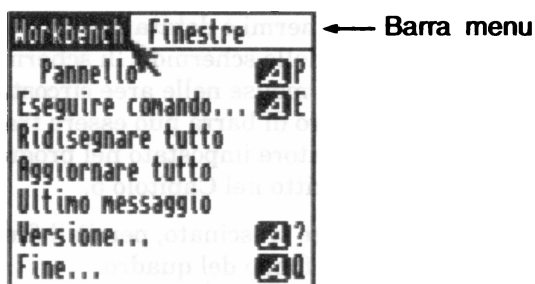 Workbench Finestre
Barra menu
Pannello A P
Eseguire comando... A E
Ridisegnare tutto
Aggiornare tutto
Ultimo messaggio
Versione... A ?
Fine... A Q